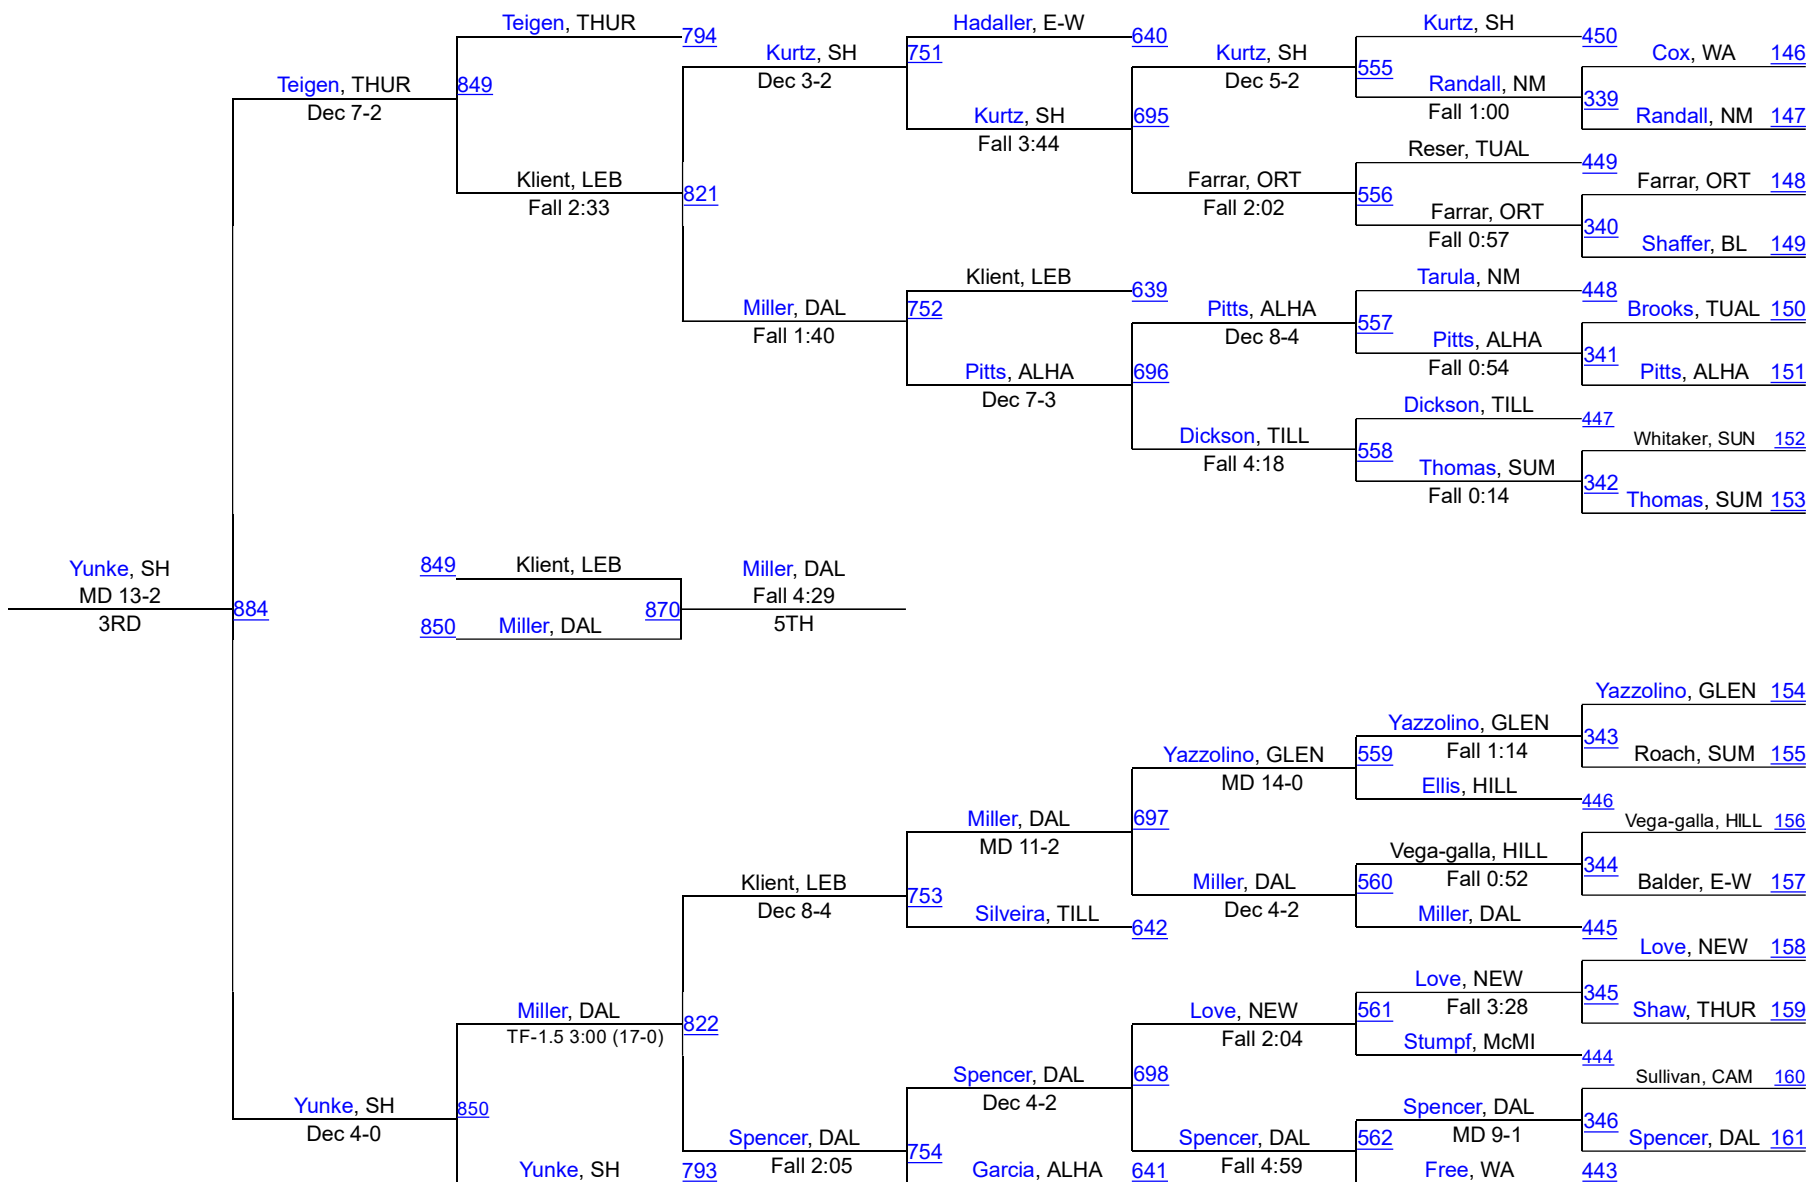 Teigen, THUR
794
Hadaller, E-W
640
Kurtz, SH
450
Kurtz, SH
Dec 3-2
751
Kurtz, SH
Dec 5-2
555
Cox, WA 146
Teigen, THUR
Dec 7-2
849
Randall, NM
Fall 1:00
339
Kurtz, SH
Fall 3:44
695
Randall, NM 147
Reser, TUAL
449
Klient, LEB
Fall 2:33
821
Farrar, ORT
Fall 2:02
556
Farrar, ORT 148
Farrar, ORT
Fall 0:57
340
Shaffer, BL 149
Klient, LEB
639
Tarula, NM
448
Miller, DAL
Fall 1:40
752
Pitts, ALHA
Dec 8-4
557
Brooks, TUAL 150
Pitts, ALHA
Fall 0:54
341
Pitts, ALHA
Dec 7-3
696
Pitts, ALHA 151
Dickson, TILL
447
Dickson, TILL
Fall 4:18
558
Whitaker, SUN 152
Thomas, SUM
Fall 0:14
342
Thomas, SUM 153
Yunke, SH
MD 13-2
3RD
884
849
Klient, LEB
850
Miller, DAL
870
Miller, DAL
Fall 4:29
5TH
Yazzolino, GLEN 154
Yazzolino, GLEN
Fall 1:14
343
Yazzolino, GLEN
MD 14-0
559
Roach, SUM 155
Ellis, HILL
446
Miller, DAL
MD 11-2
697
Vega-galla, HILL 156
Vega-galla, HILL
Fall 0:52
344
Klient, LEB
Dec 8-4
753
Miller, DAL
Dec 4-2
560
Balder, E-W 157
Silveira, TILL
642
Miller, DAL
445
Love, NEW 158
Love, NEW
Fall 3:28
345
Miller, DAL
TF-1.5 3:00 (17-0)
822
Love, NEW
Fall 2:04
561
Shaw, THUR 159
Stumpf, McMI
444
Spencer, DAL
Dec 4-2
698
Sullivan, CAM 160
Yunke, SH
Dec 4-0
850
Spencer, DAL
MD 9-1
346
Spencer, DAL
Fall 2:05
754
Spencer, DAL
Fall 4:59
562
Spencer, DAL 161
Yunke, SH
793
Garcia, ALHA
641
Free, WA
443